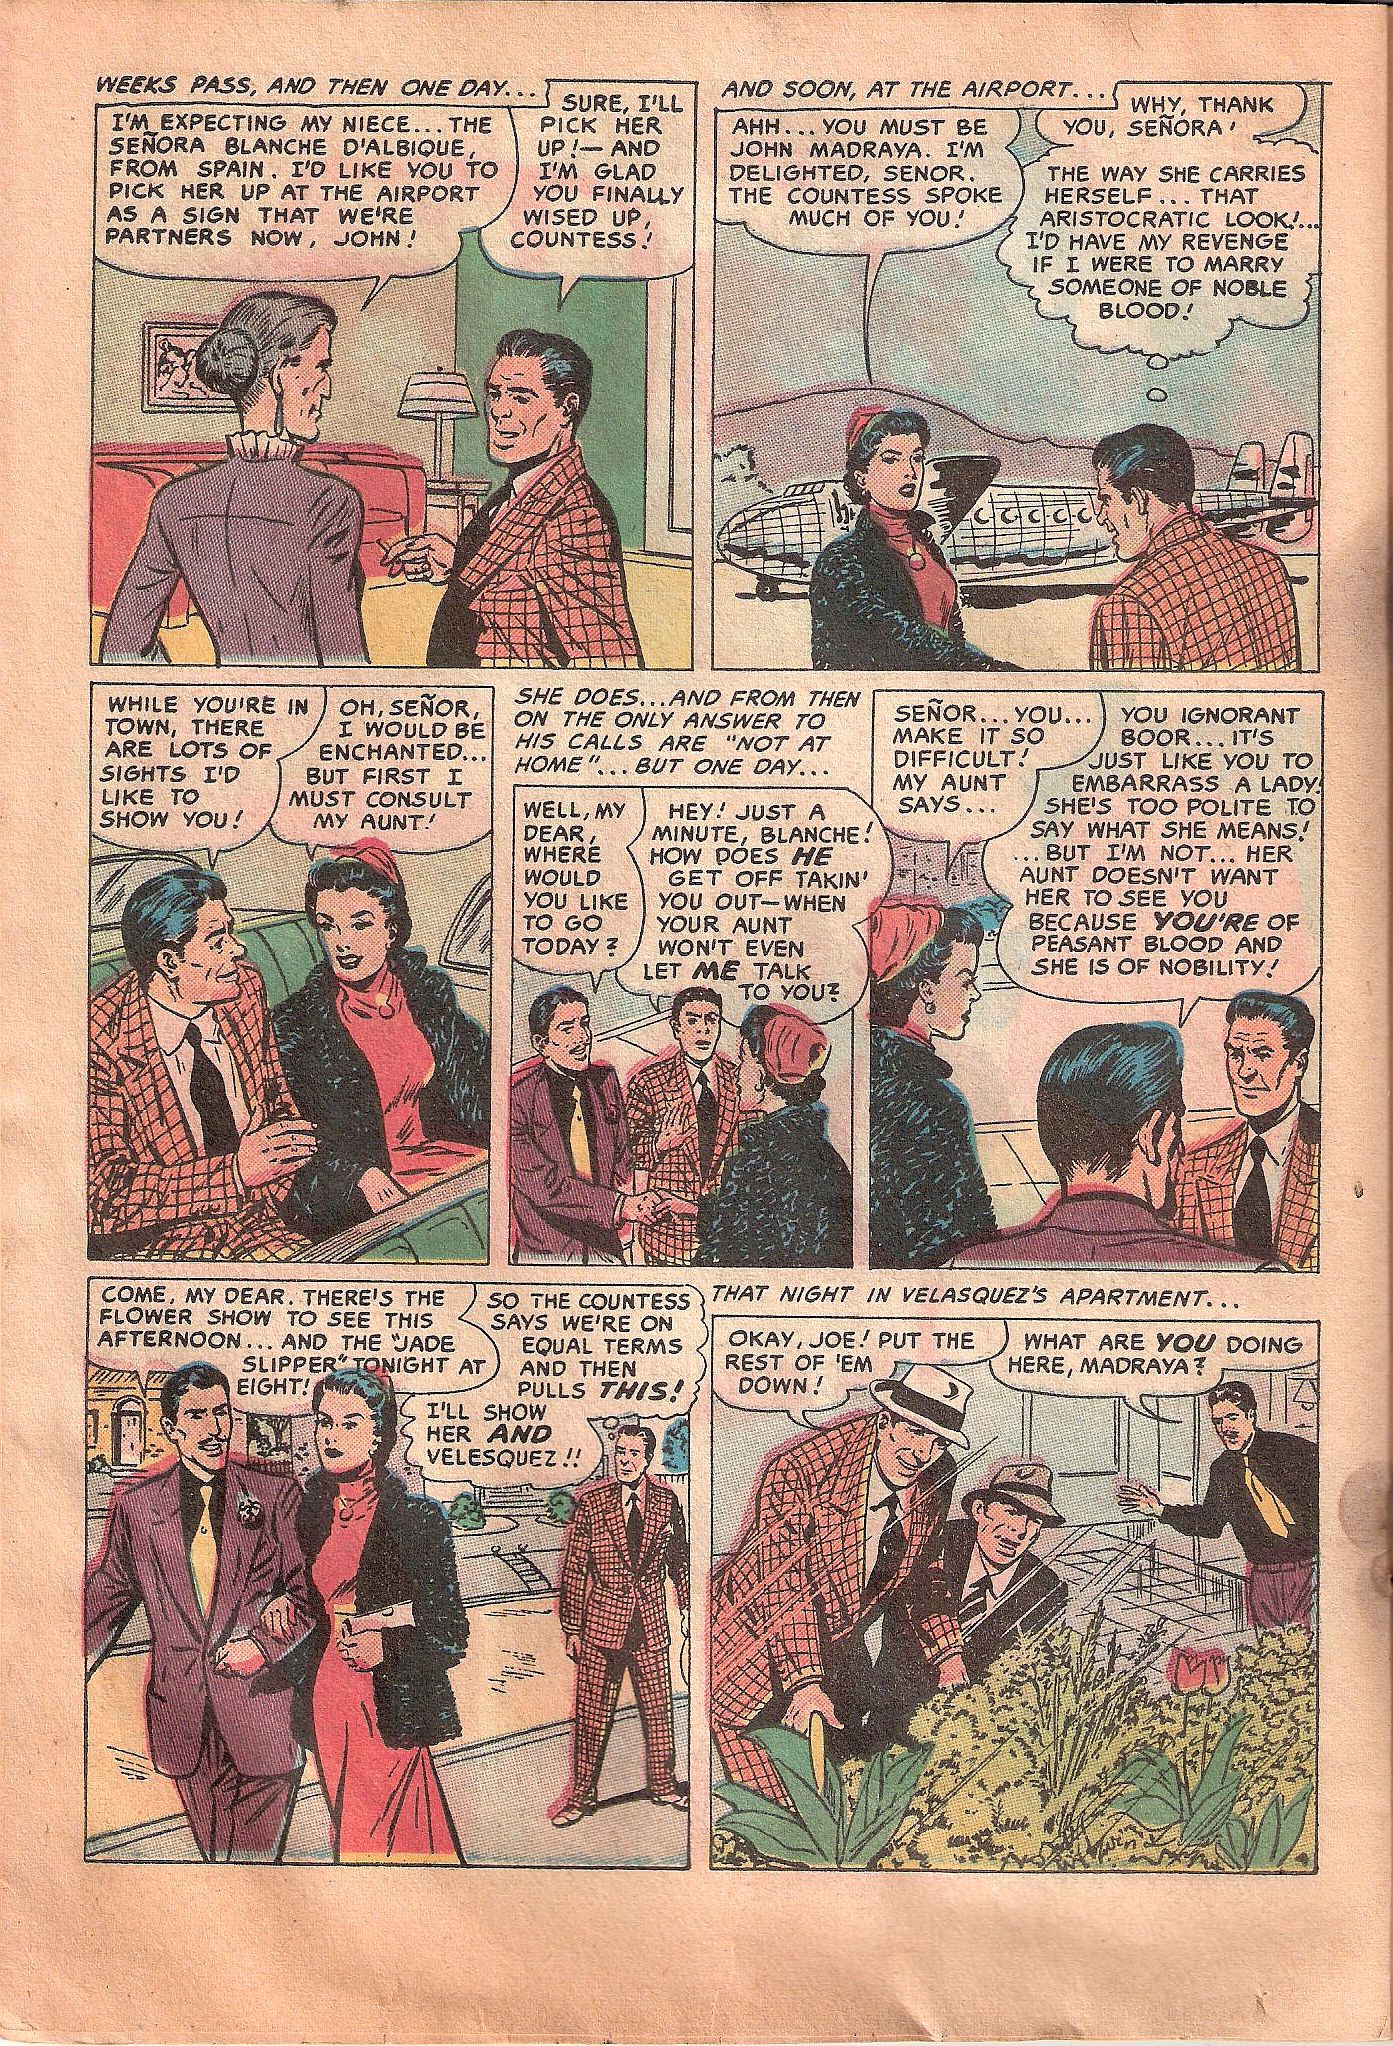 WEEKS PASS, AND THEN ONE DAY...
I'M EXPECTING MY NIECE... THE
SEÑORA BLANCHE D'ALBIQUE,
FROM SPAIN. I'D LIKE YOU TO
PICK HER UP AT THE AIRPORT
AS A SIGN THAT WE'RE
PARTNERS NOW, JOHN!
SURE, I'LL
PICK HER
UP!—AND
I'M GLAD
YOU FINALLY
WISED UP,
COUNTESS!
AND SOON, AT THE AIRPORT...
AHH... YOU MUST BE
JOHN MADRAYA. I'M
DELIGHTED, SENOR.
THE COUNTESS SPOKE
MUCH OF YOU!
WHY, THANK
YOU, SEÑORA!
THE WAY SHE CARRIES
HERSELF... THAT
ARISTOCRATIC LOOK!...
I'D HAVE MY REVENGE
IF I WERE TO MARRY
SOMEONE OF NOBLE
BLOOD!
WHILE YOU'RE IN
TOWN, THERE
ARE LOTS OF
SIGHTS I'D
LIKE TO
SHOW YOU!
OH, SEÑOR,
I WOULD BE
ENCHANTED...
BUT FIRST I
MUST CONSULT
MY AUNT!
SHE DOES...AND FROM THEN
ON THE ONLY ANSWER TO
HIS CALLS ARE "NOT AT
HOME"... BUT ONE DAY...
WELL, MY
DEAR,
WHERE
WOULD
YOU LIKE
TO GO
TODAY?
HEY! JUST A
MINUTE, BLANCHE!
HOW DOES HE
GET OFF TAKIN'
YOU OUT—WHEN
YOUR AUNT
WON'T EVEN
LET ME TALK
TO YOU?
SEÑOR...YOU...
MAKE IT SO
DIFFICULT!
MY AUNT
SAYS...
YOU IGNORANT
BOOR...IT'S
JUST LIKE YOU TO
EMBARRASS A LADY.
SHE'S TOO POLITE TO
SAY WHAT SHE MEANS!
...BUT I'M NOT... HER
AUNT DOESN'T WANT
HER TO SEE YOU
BECAUSE YOU'RE OF
PEASANT BLOOD AND
SHE IS OF NOBILITY!
COME, MY DEAR. THERE'S THE
FLOWER SHOW TO SEE THIS
AFTERNOON... AND THE "JADE
SLIPPER" TONIGHT AT
EIGHT!
SO THE COUNTESS
SAYS WE'RE ON
EQUAL TERMS
AND THEN
PULLS THIS!
I'LL SHOW
HER AND
VELESQUEZ!!
THAT NIGHT IN VELASQUEZ'S APARTMENT...
OKAY, JOE! PUT THE
REST OF 'EM
DOWN!
WHAT ARE YOU DOING
HERE, MADRAYA?